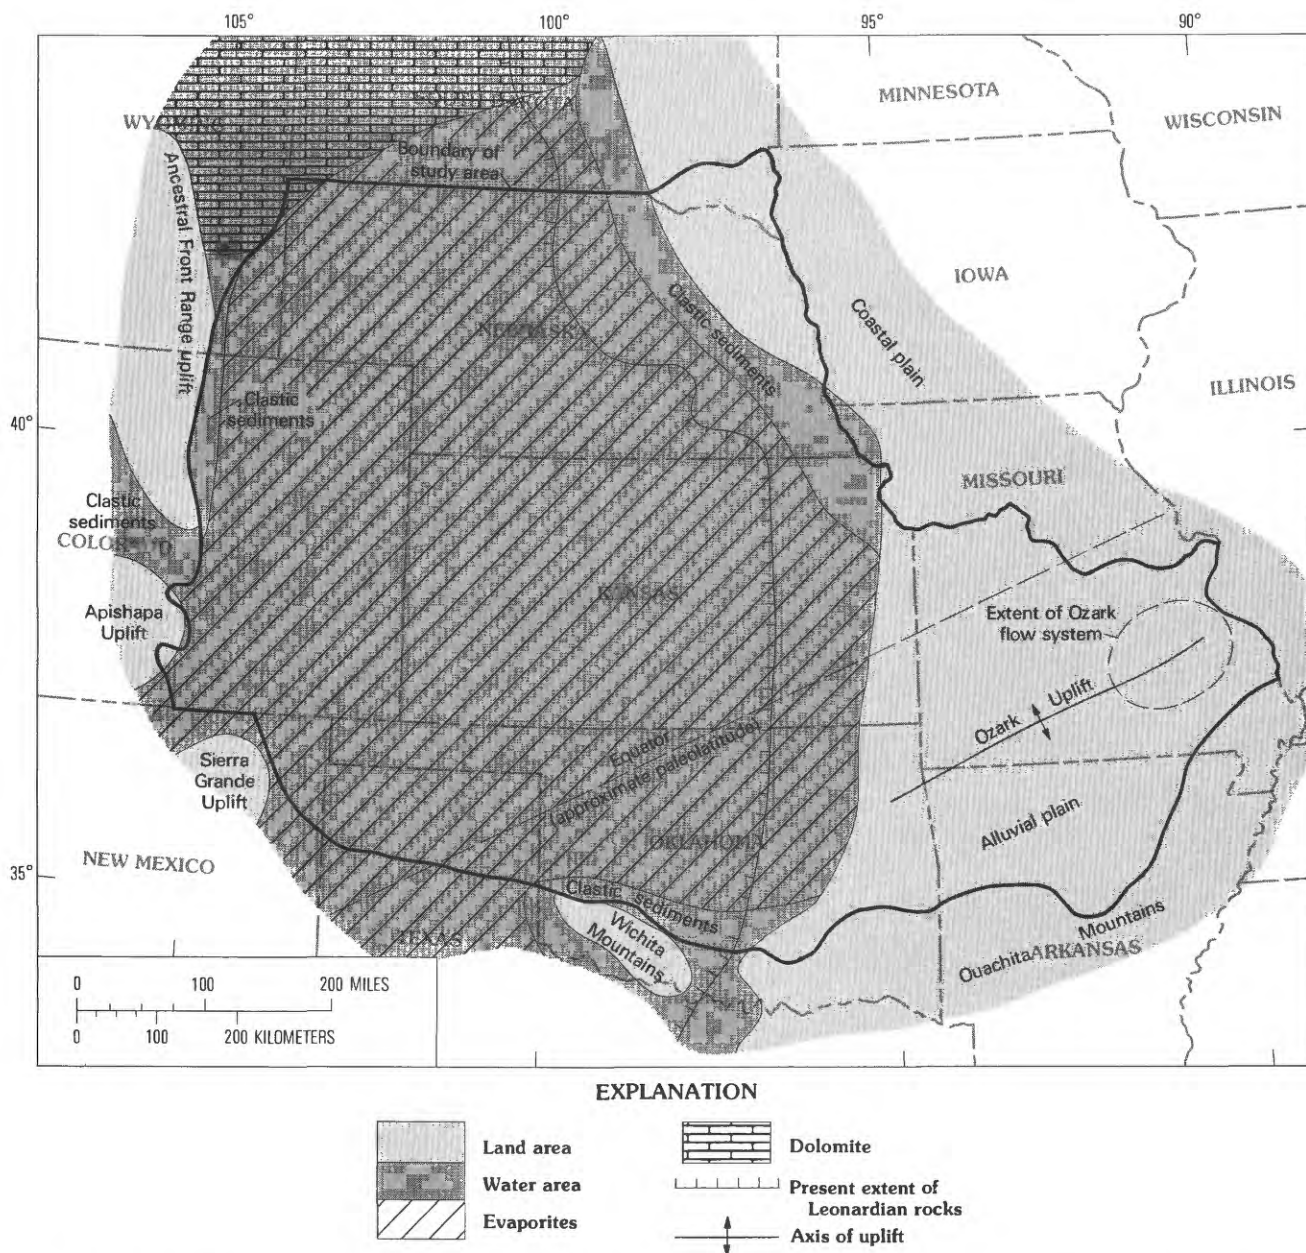 105°
100°
95°
90°
MINNESOTA
WISCONSIN
WYOMING
Boundary of
study area
Ancestral Front Range uplift
IOWA
Coastal plain
NEBRASKA
Clastic sediments
ILLINOIS
Clastic
sediments
40°
MISSOURI
Clastic
sediments
COLORADO
KANSAS
Apishapa
Uplift
Extent of Ozark
flow system
Ozark Uplift
Sierra
Grande
Uplift
Equator
(approximate paleolatitude)
OKLAHOMA
Alluvial plain
NEW MEXICO
35°
Clastic sediments
Wichita
Mountains
TEXAS
Ouachita Mountains
ARKANSAS
0 100 200 MILES
0 100 200 KILOMETERS
EXPLANATION
Land area
Water area
Evaporites
Dolomite
Present extent of
Leonardian rocks
Axis of uplift